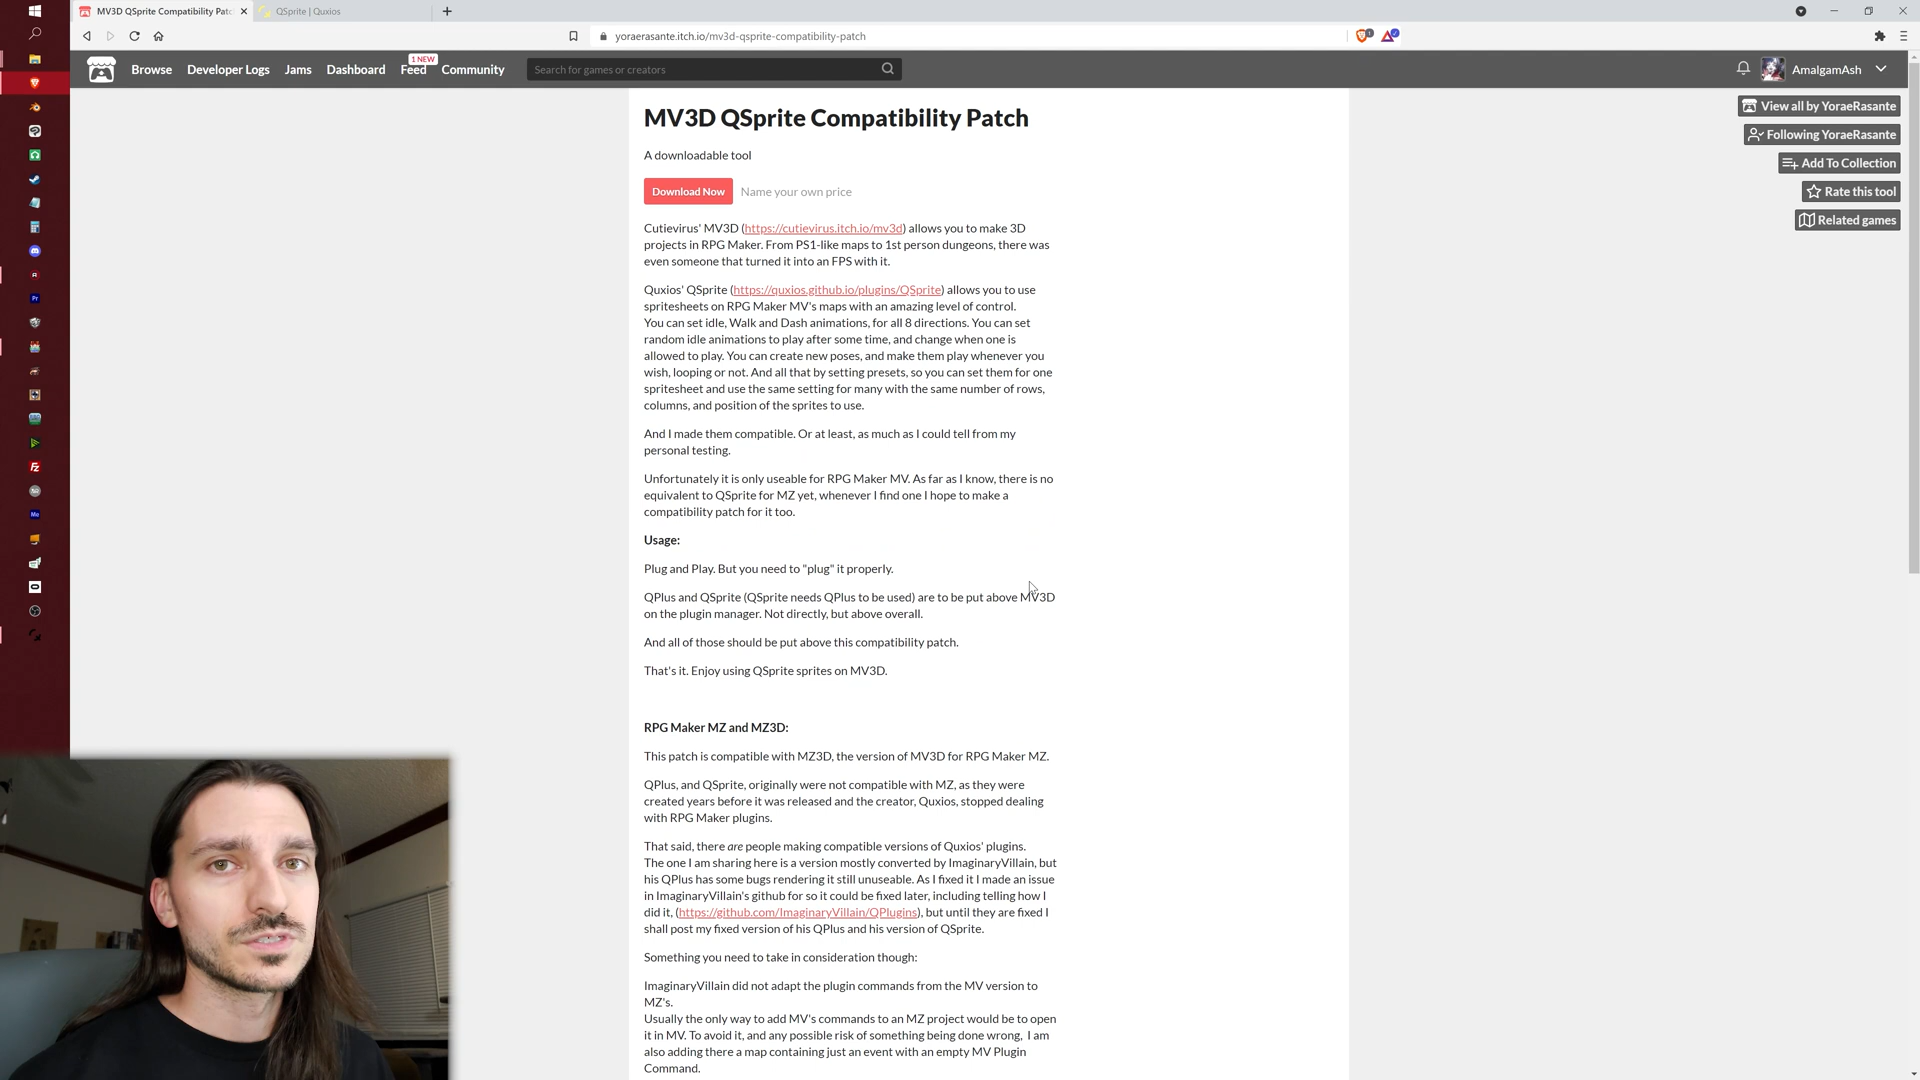 MV3D QSprite Compatibility Patc
QSprite | Quxios
yoraerasante.itch.io/mv3d-qsprite-compatibility-patch
Browse
Developer Logs
Jams
Dashboard
1 NEW
Feed
Community
Search for games or creators
AmalgamAsh
View all by YoraeRasante
Following YoraeRasante
Add To Collection
Rate this tool
Related games
MV3D QSprite Compatibility Patch
A downloadable tool
Download Now
Name your own price
Cutievirus' MV3D (https://cutievirus.itch.io/mv3d) allows you to make 3D
projects in RPG Maker. From PS1-like maps to 1st person dungeons, there was
even someone that turned it into an FPS with it.
Quxios' QSprite (https://quxios.github.io/plugins/QSprite) allows you to use
spritesheets on RPG Maker MV's maps with an amazing level of control.
You can set idle, Walk and Dash animations, for all 8 directions. You can set
random idle animations to play after some time, and change when one is
allowed to play. You can create new poses, and make them play whenever you
wish, looping or not. And all that by setting presets, so you can set them for one
spritesheet and use the same setting for many with the same number of rows,
columns, and position of the sprites to use.
And I made them compatible. Or at least, as much as I could tell from my
personal testing.
Unfortunately it is only useable for RPG Maker MV. As far as I know, there is no
equivalent to QSprite for MZ yet, whenever I find one I hope to make a
compatibility patch for it too.
Usage:
Plug and Play. But you need to "plug" it properly.
QPlus and QSprite (QSprite needs QPlus to be used) are to be put above MV3D
on the plugin manager. Not directly, but above overall.
And all of those should be put above this compatibility patch.
That's it. Enjoy using QSprite sprites on MV3D.
RPG Maker MZ and MZ3D:
This patch is compatible with MZ3D, the version of MV3D for RPG Maker MZ.
QPlus, and QSprite, originally were not compatible with MZ, as they were
created years before it was released and the creator, Quxios, stopped dealing
with RPG Maker plugins.
That said, there are people making compatible versions of Quxios' plugins.
The one I am sharing here is a version mostly converted by ImaginaryVillain, but
his QPlus has some bugs rendering it still unuseable. As I fixed it I made an issue
in ImaginaryVillain's github for so it could be fixed later, including telling how I
did it, (https://github.com/ImaginaryVillain/QPlugins), but until they are fixed I
shall post my fixed version of his QPlus and his version of QSprite.
Something you need to take in consideration though:
ImaginaryVillain did not adapt the plugin commands from the MV version to
MZ's.
Usually the only way to add MV's commands to an MZ project would be to open
it in MV. To avoid it, and any possible risk of something being done wrong, I am
also adding there a map containing just an event with an empty MV Plugin
Command.